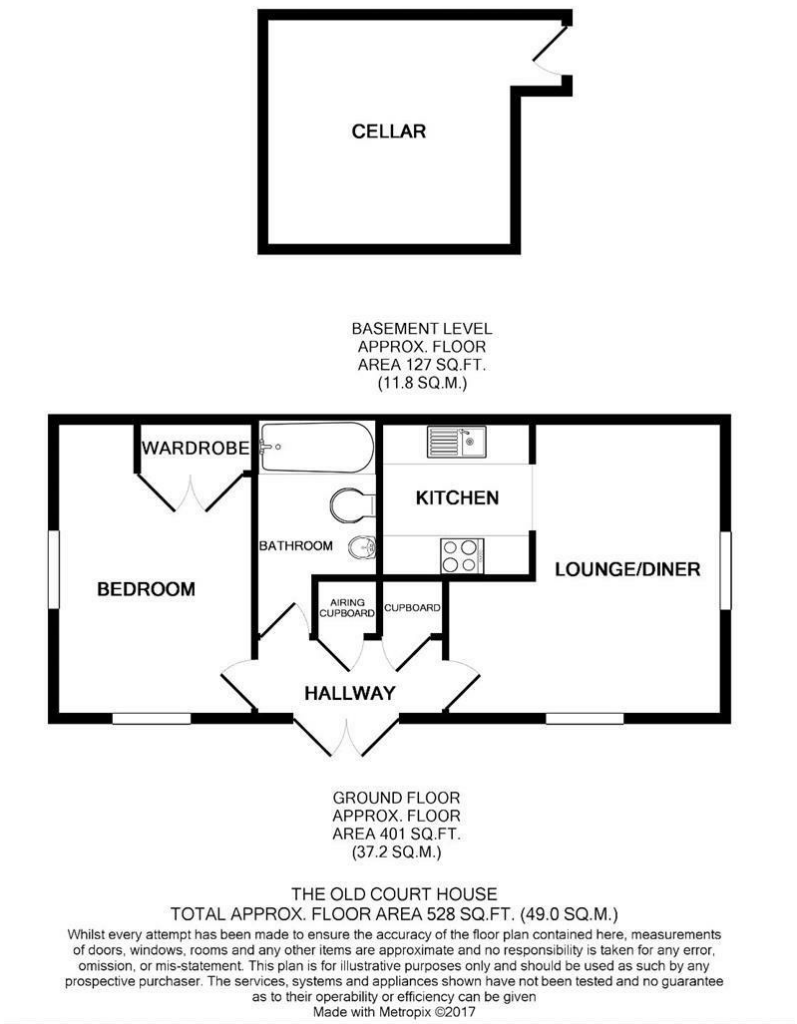 CELLAR
BASEMENT LEVEL
APPROX. FLOOR
AREA 127 SQ.FT.
(11.8 SQ.M.)
WARDROBE
KITCHEN
BATHROOM
LOUNGE/DINER
BEDROOM
AIRING
CUPBOARD
CUPBOARD
HALLWAY
GROUND FLOOR
APPROX. FLOOR
AREA 401 SQ.FT.
(37.2 SQ.M.)
THE OLD COURT HOUSE
TOTAL APPROX. FLOOR AREA 528 SQ.FT. (49.0 SQ.M.)
Whilst every attempt has been made to ensure the accuracy of the floor plan contained here, measurements
of doors, windows, rooms and any other items are approximate and no responsibility is taken for any error,
omission, or mis-statement. This plan is for illustrative purposes only and should be used as such by any
prospective purchaser. The services, systems and appliances shown have not been tested and no guarantee
as to their operability or efficiency can be given
Made with Metropix ©2017